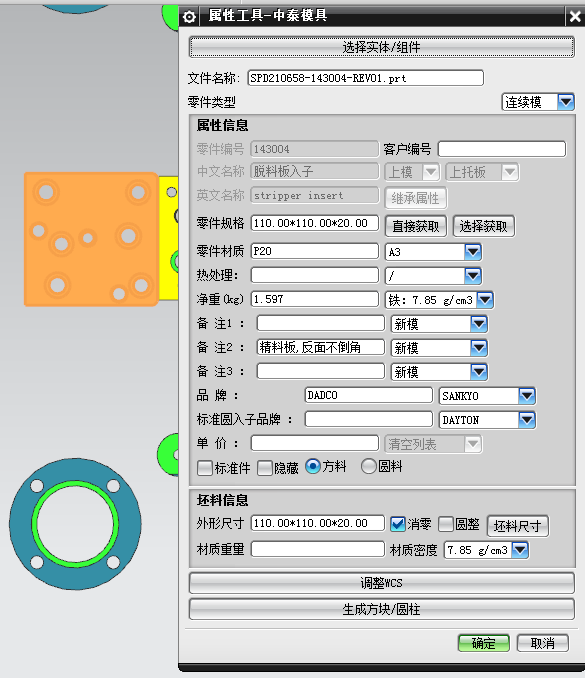 属性工具-中泰模具
选择实体/组件
文件名称: SPD210658-143004-REV01.prt
零件类型 连续模
属性信息
零件编号 143004 客户编号
中文名称 脱料板入子 上模 上托板
英文名称 stripper insert 继承属性
零件规格 110.00*110.00*20.00 直接获取 选择获取
零件材质 P20 A3
热处理: /
净重(kg) 1.597 铁: 7.85 g/cm3
备 注1 : 新模
备 注2 : 精料板,反面不倒角 新模
备 注3 : 新模
品 牌 : DADCO SANKYO
标准圆入子品牌 : DAYTON
单 价 : 清空列表
标准件 隐藏 方料 圆料
坯料信息
外形尺寸 110.00*110.00*20.00 消零 圆整 坯料尺寸
材质重量 材质密度 7.85 g/cm3
调整WCS
生成方块/圆柱
确定 取消